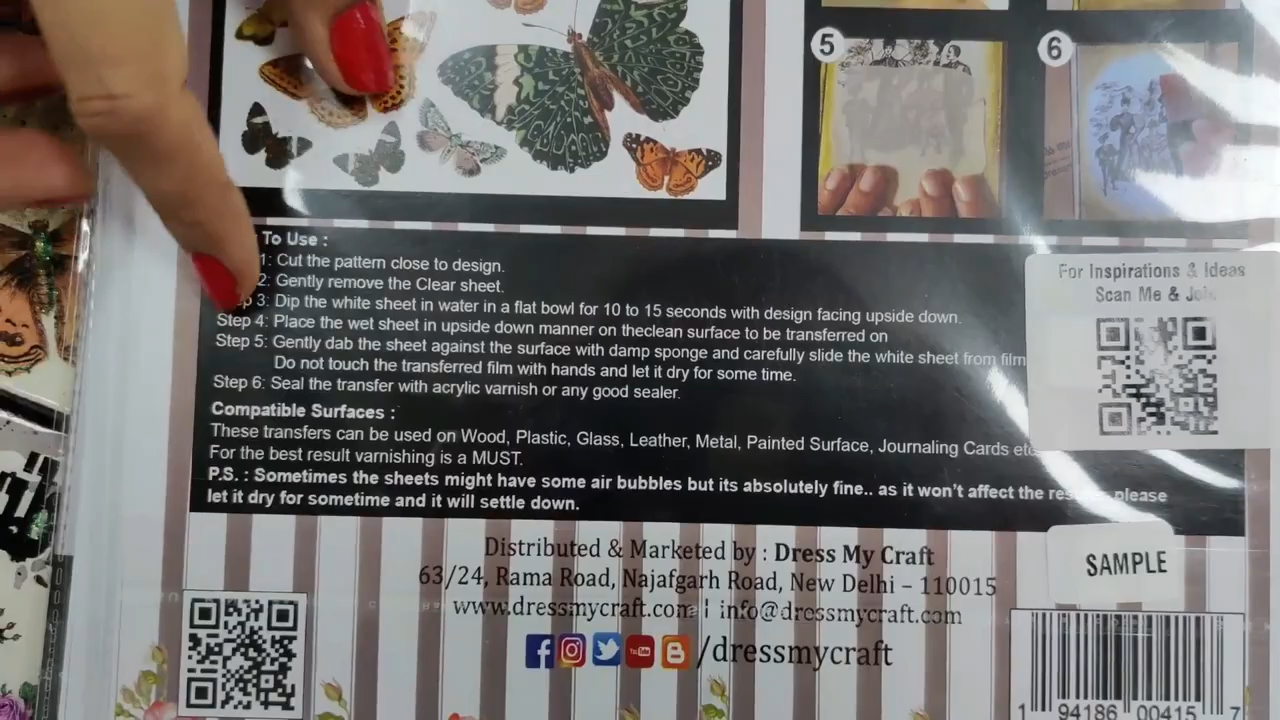 5
6
To Use :
1: Cut the pattern close to design.
2: Gently remove the Clear sheet.
3: Dip the white sheet in water in a flat bowl for 10 to 15 seconds with design facing upside down.
Step 4: Place the wet sheet in upside down manner on theclean surface to be transferred on
Step 5: Gently dab the sheet against the surface with damp sponge and carefully slide the white sheet from film
Do not touch the transferred film with hands and let it dry for some time.
Step 6: Seal the transfer with acrylic varnish or any good sealer.
Compatible Surfaces :
These transfers can be used on Wood, Plastic, Glass, Leather, Metal, Painted Surface, Journaling Cards etc
For the best result varnishing is a MUST.
P.S. : Sometimes the sheets might have some air bubbles but its absolutely fine.. as it won't affect the please
let it dry for sometime and it will settle down.
For Inspirations & Ideas
Scan Me &
SAMPLE
Distributed & Marketed by : Dress My Craft
63/24, Rama Road, Najafgarh Road, New Delhi – 110015
www.dressmycraft.com | info@dressmycraft.com
/dressmycraft
1 94186 00415 7